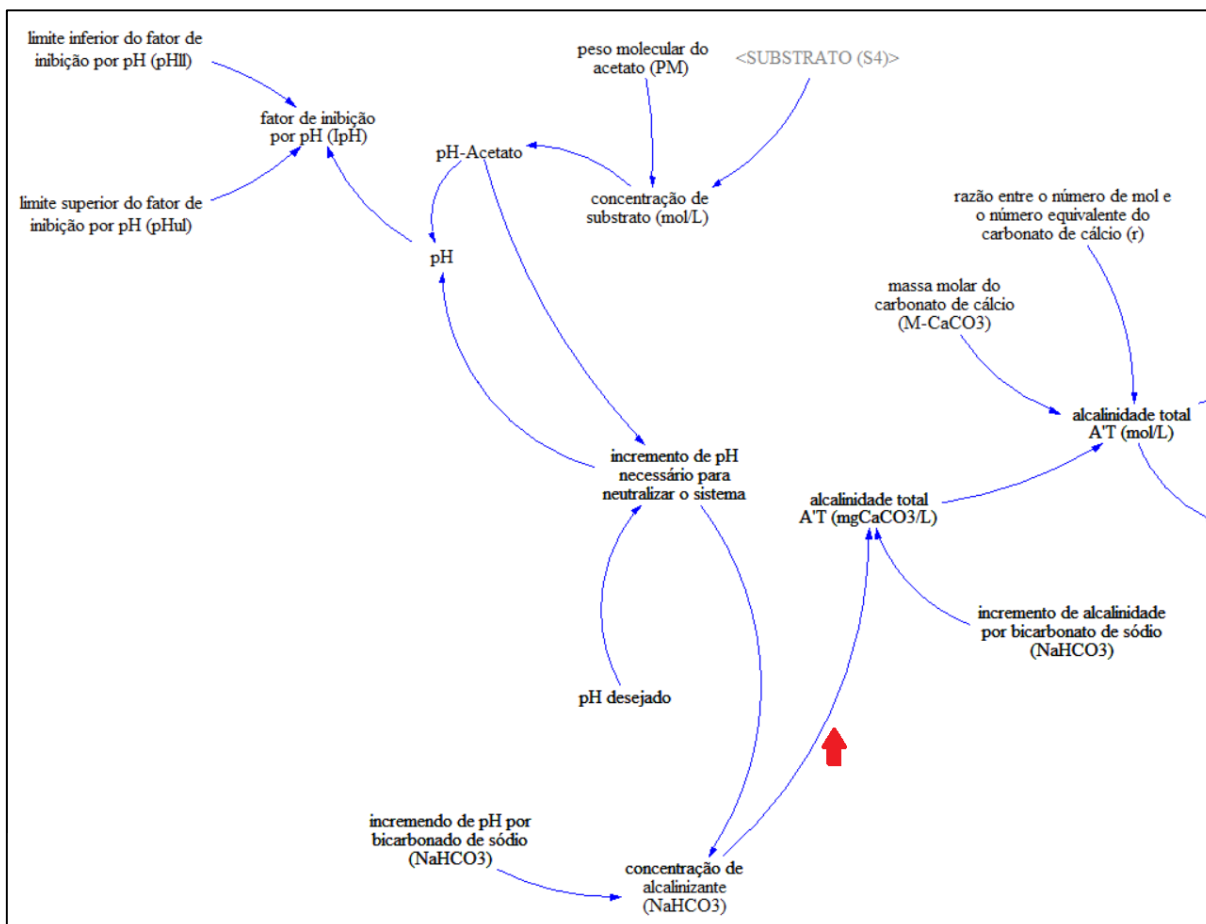 limite inferior do fator de
inibição por pH (pHll)
peso molecular do
acetato (PM)
<SUBSTRATO (S4)>
fator de inibição
por pH (IpH)
pH-Acetato
limite superior do fator de
inibição por pH (pHul)
concentração de
substrato (mol/L)
razão entre o número de mol e
o número equivalente do
carbonato de cálcio (r)
pH
massa molar do
carbonato de cálcio
(M-CaCO3)
alcalinidade total
A'T (mol/L)
incremento de pH
necessário para
neutralizar o sistema
alcalinidade total
A'T (mgCaCO3/L)
incremento de alcalinidade
por bicarbonato de sódio
(NaHCO3)
pH desejado
incremendo de pH por
bicarbonado de sódio
(NaHCO3)
concentração de
alcalinizante
(NaHCO3)